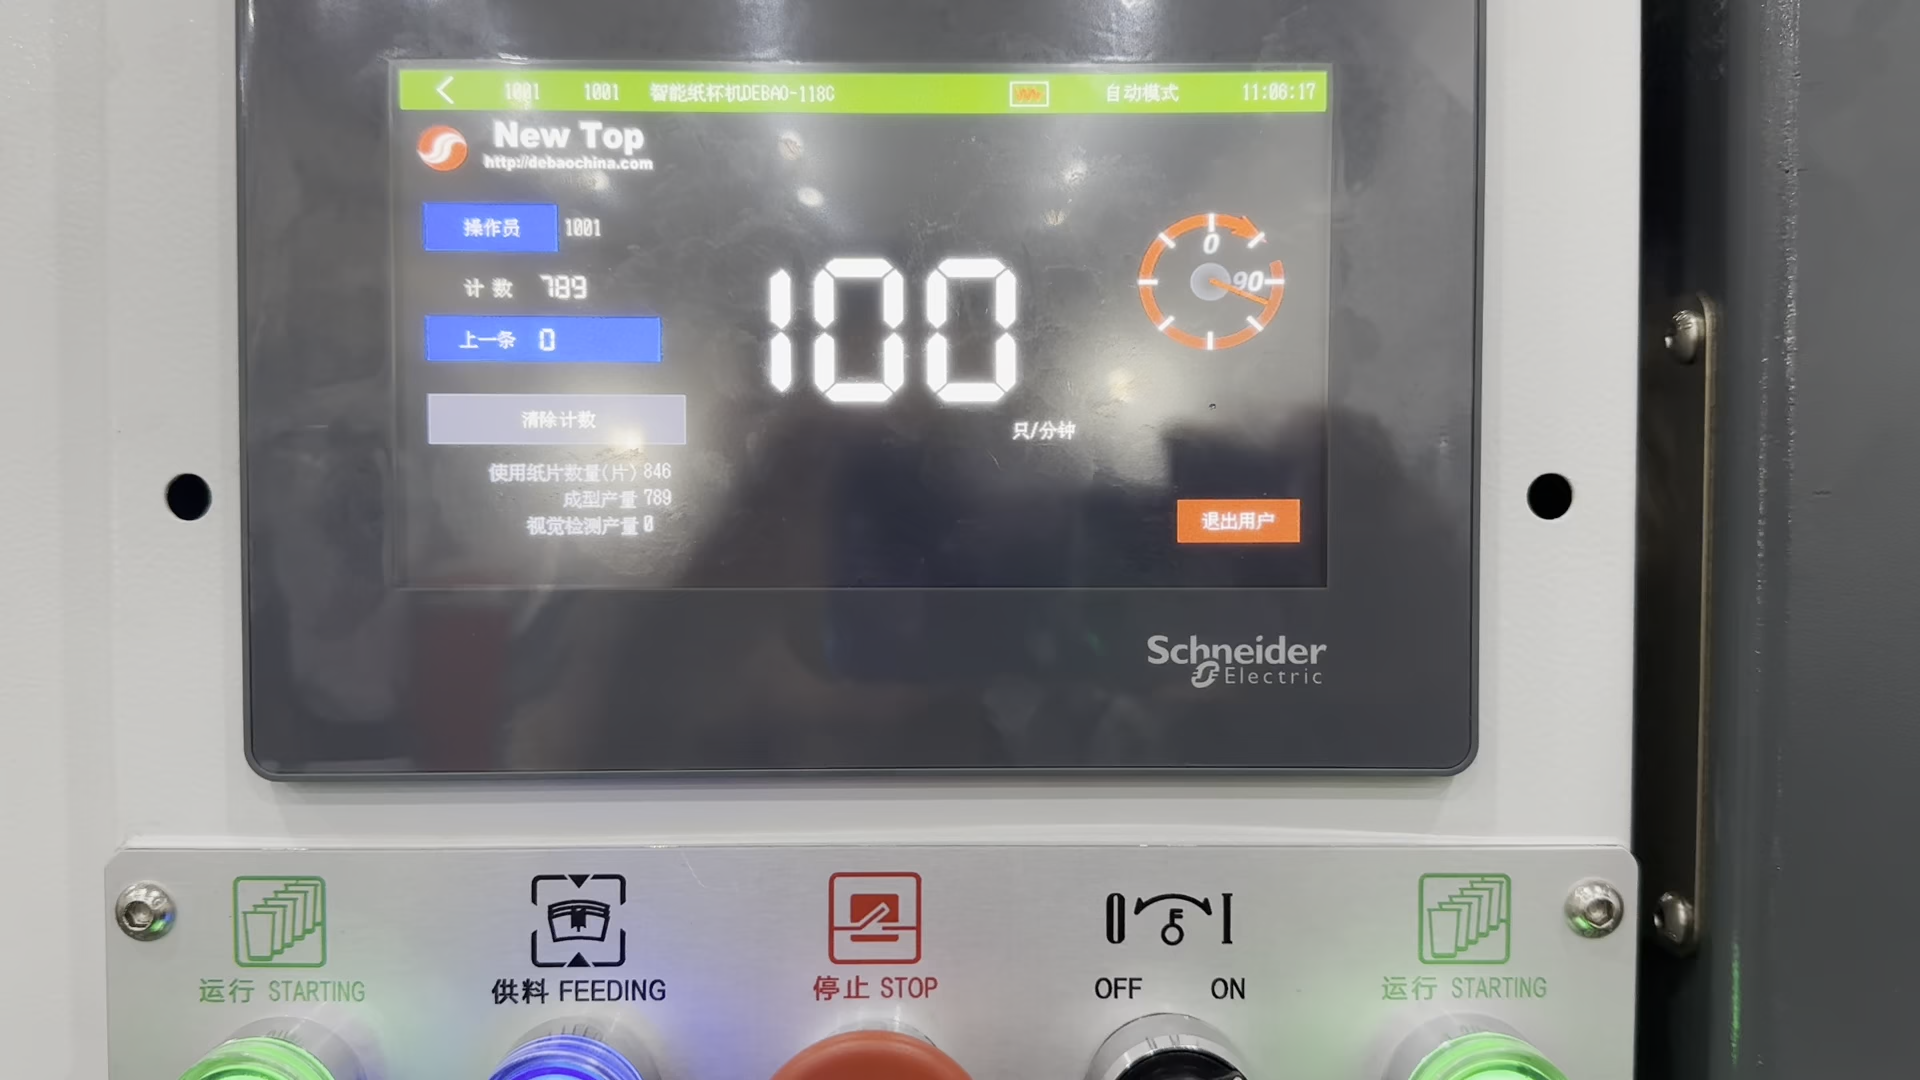 1001 1001 智能纸杯机DEBAO-118C 自动模式 11:06:17
New Top
http://debaochina.com
操作员 1001
计数 789
上一条 0
清除计数
使用纸片数量(片) 846
成型产量 789
视觉检测产量 0
100
只/分钟
0
90
退出用户
Schneider
Electric
运行 STARTING
供料 FEEDING
停止 STOP
OFF ON
运行 STARTING